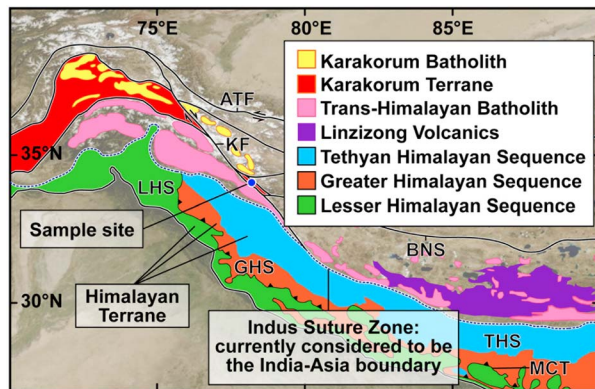 75°E
80°E
85°E
Karakorum Batholith
Karakorum Terrane
Trans-Himalayan Batholith
Linzizong Volcanics
Tethyan Himalayan Sequence
Greater Himalayan Sequence
Lesser Himalayan Sequence
ATF
KF
35°N
LHS
Sample site
BNS
GHS
30°N
Himalayan
Terrane
Indus Suture Zone:
currently considered to be
the India-Asia boundary
THS
MCT